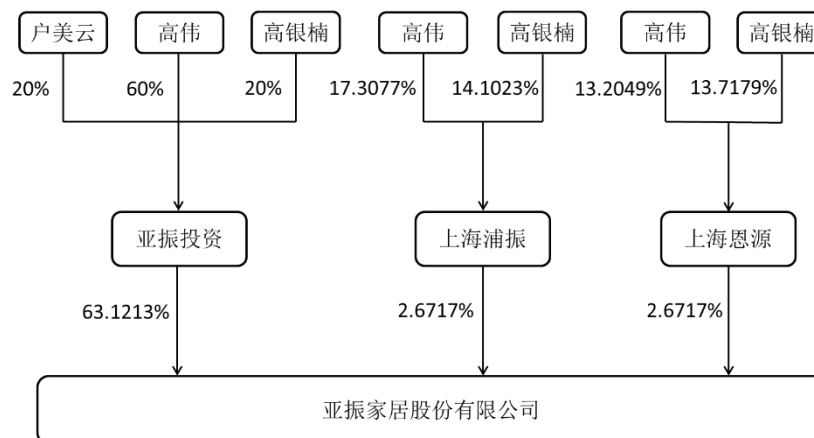 户美云 高伟 高银楠 高伟 高银楠 高伟 高银楠
20% 60% 20% 17.3077% 14.1023% 13.2049% 13.7179%
亚振投资 上海浦振 上海恩源
63.1213% 2.6717% 2.6717%
亚振家居股份有限公司